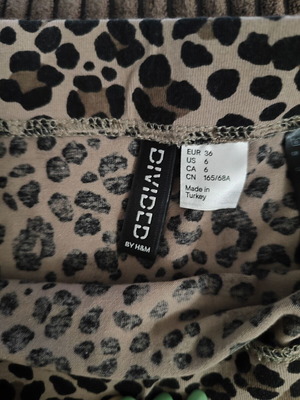 DIVIDED
BY H&M
EUR 36
US 6
CA 6
CN 165/68A
Made in
Turkey